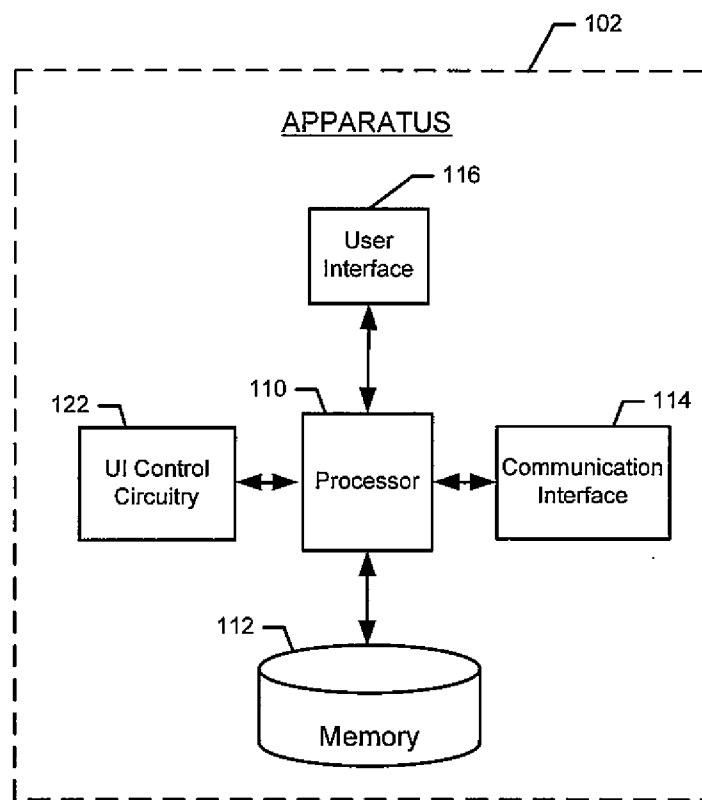 102
APPARATUS
116
User
Interface
110
122
114
UI Control
Circuitry
Processor
Communication
Interface
112
Memory